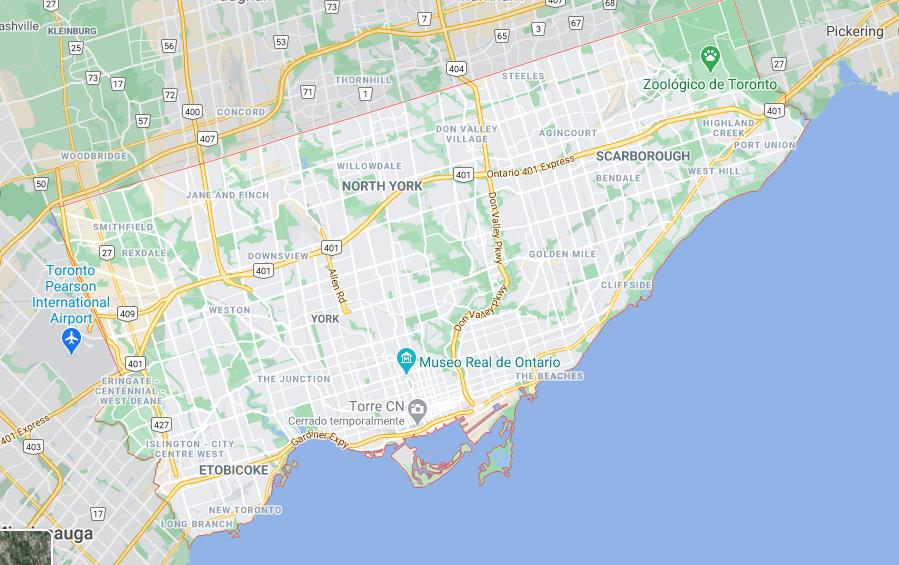 73
68
7
ashville
KLEINBURG
25
56
53
65
3
27
Pickering
404
STEELES
Zoológico de Toronto
73
17
72
71
THORNHILL
1
400
CONCORD
57
401
HIGHLAND
CREEK
407
DON VALLEY
VILLAGE
AGINCOURT
PORT UNION
WOODBRIDGE
WILLOWDALE
Ontario 401 Express
SCARBOROUGH
WEST HILL
50
NORTH YORK
401
BENDALE
JANE AND FINCH
Don Valley Pkwy
SMITHFIELD
27
REXDALE
401
DOWNSVIEW
401
GOLDEN MILE
Toronto
Pearson
International
Airport
Allen Rd
CLIFFSIDE
409
WESTON
YORK
Don Valley Pkwy
401
Museo Real de Ontario
ERINGATE -
CENTENNIAL -
WEST DEANE
THE JUNCTION
THE BEACHES
Torre CN
Cerrado temporalmente
427
401 Express
403
Gardiner Expy
ISLINGTON - CITY
CENTRE WEST
ETOBICOKE
17
NEW TORONTO
LONG BRANCH
auga